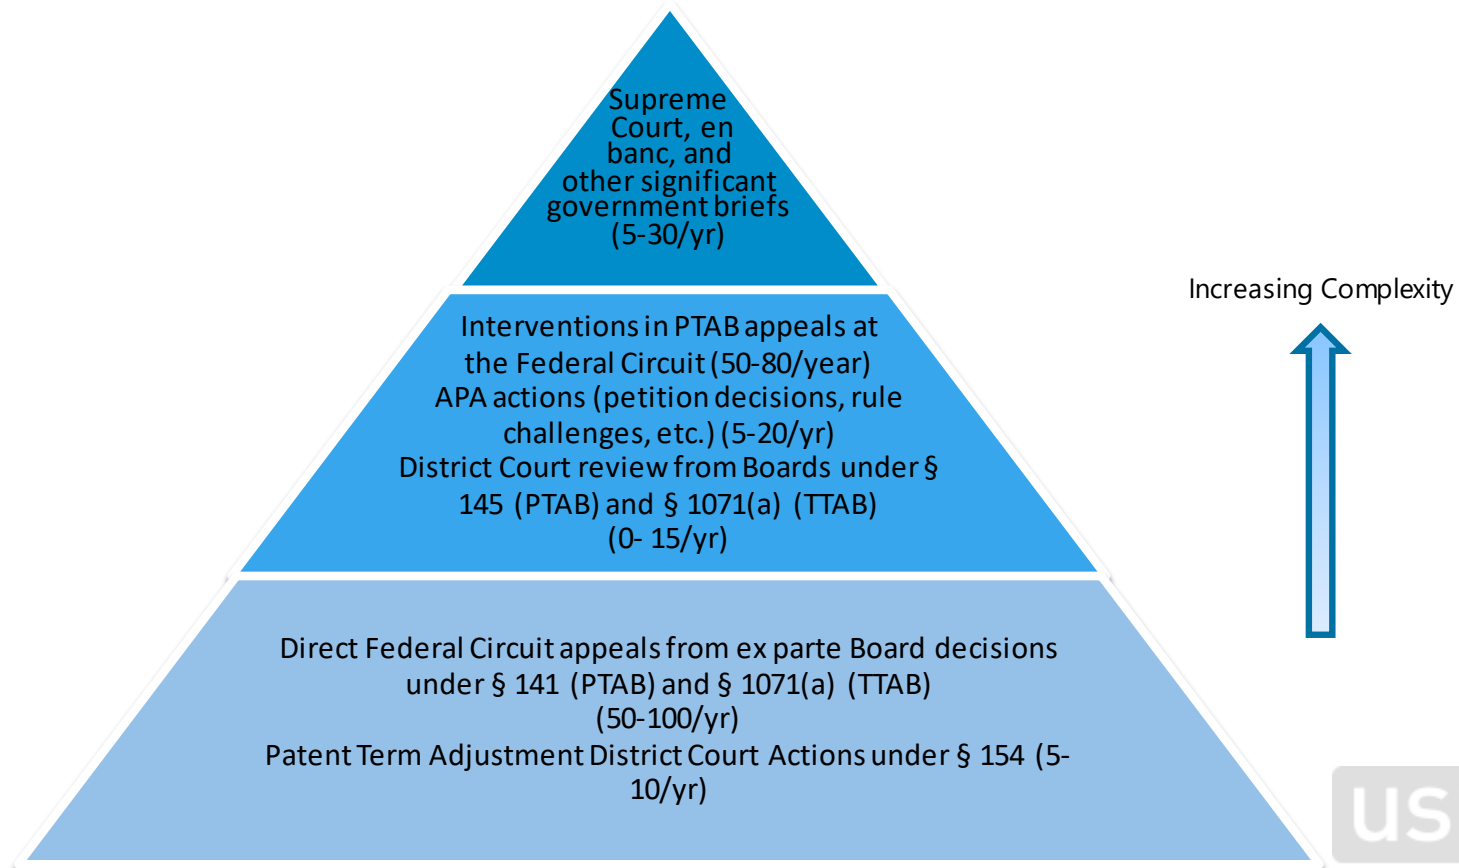 Supreme
Court, en
banc, and
other significant
government briefs
(5-30/yr)
Increasing Complexity
Interventions in PTAB appeals at
the Federal Circuit (50-80/year)
APA actions (petition decisions, rule
challenges, etc.) (5-20/yr)
District Court review from Boards under §
145 (PTAB) and § 1071(a) (TTAB)
(0- 15/yr)
Direct Federal Circuit appeals from ex parte Board decisions
under § 141 (PTAB) and § 1071(a) (TTAB)
(50-100/yr)
Patent Term Adjustment District Court Actions under § 154 (5-
10/yr)
us